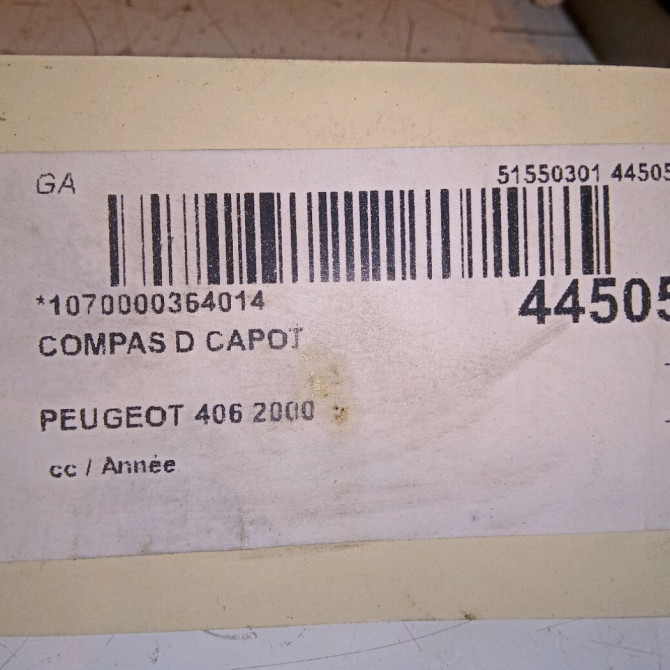 GA
51550301 44505
*1070000364014
44505
COMPAS D CAPOT
PEUGEOT 406 2000
cc / Année